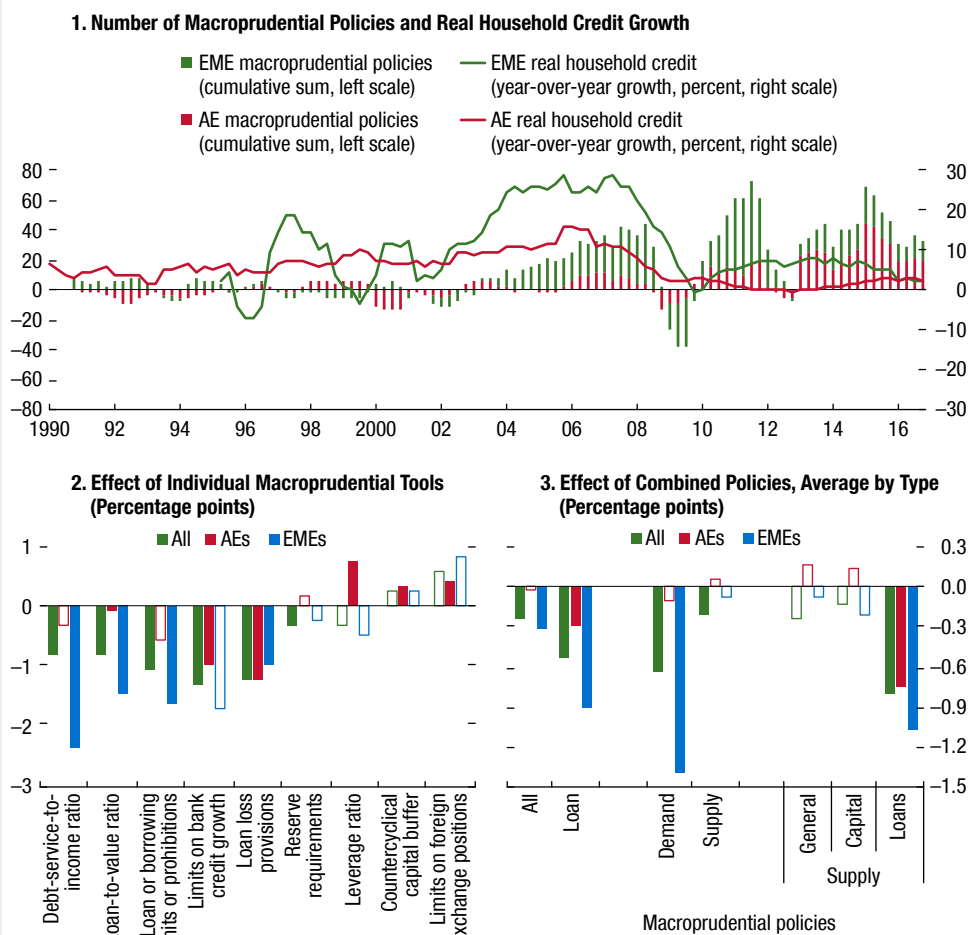 1. Number of Macroprudential Policies and Real Household Credit Growth
EME macroprudential policies
(cumulative sum, left scale)
EME real household credit
(year-over-year growth, percent, right scale)
AE macroprudential policies
(cumulative sum, left scale)
AE real household credit
(year-over-year growth, percent, right scale)
80
60
40
20
0
–20
–40
–60
–80
30
20
10
0
–10
–20
–30
1990 92 94 96 98 2000 02 04 06 08 10 12 14 16
2. Effect of Individual Macroprudential Tools
(Percentage points)
All AEs EMEs
1
0
–1
–2
–3
Debt-service-to-
income ratio
oan-to-value ratio
Loan or borrowing
mits or prohibitions
Limits on bank
credit growth
Loan loss
provisions
Reserve
requirements
Leverage ratio
Countercyclical
capital buffer
Limits on foreign
xchange positions
3. Effect of Combined Policies, Average by Type
(Percentage points)
All AEs EMEs
0.3
0.0
–0.3
–0.6
–0.9
–1.2
–1.5
All
Loan
Demand
Supply
General
Capital
Loans
Supply
Macroprudential policies